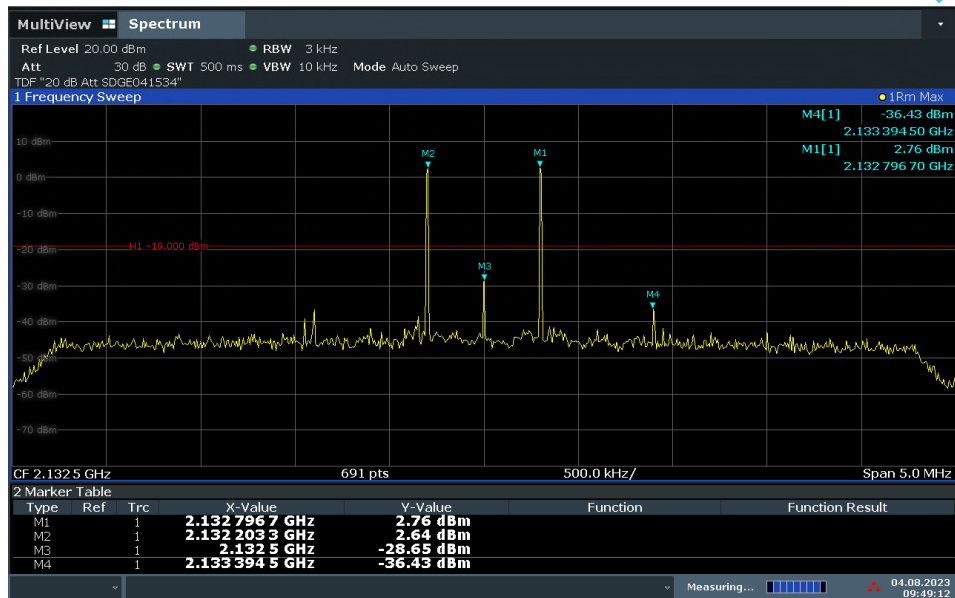 MultiView Spectrum
Ref Level 20.00 dBm RBW 3 kHz
Att 30 dB SWT 500 ms VBW 10 kHz Mode Auto Sweep
TDF "20 dB Att SDGE041534"
1 Frequency Sweep 1Rm Max
M4[1] -36.43 dBm
2.133 394 50 GHz
M1[1] 2.76 dBm
2.132 796 70 GHz
10 dBm
M2 M1
0 dBm
-10 dBm
H1 -19.000 dBm
-20 dBm
M3
-30 dBm
M4
-40 dBm
-50 dBm
-60 dBm
-70 dBm
CF 2.132 5 GHz 691 pts 500.0 kHz/ Span 5.0 MHz
2 Marker Table
Type Ref Trc X-Value Y-Value Function Function Result
M1 1 2.132 796 7 GHz 2.76 dBm
M2 1 2.132 203 3 GHz 2.64 dBm
M3 1 2.132 5 GHz -28.65 dBm
M4 1 2.133 394 5 GHz -36.43 dBm
Measuring... 04.08.2023
09:49:12